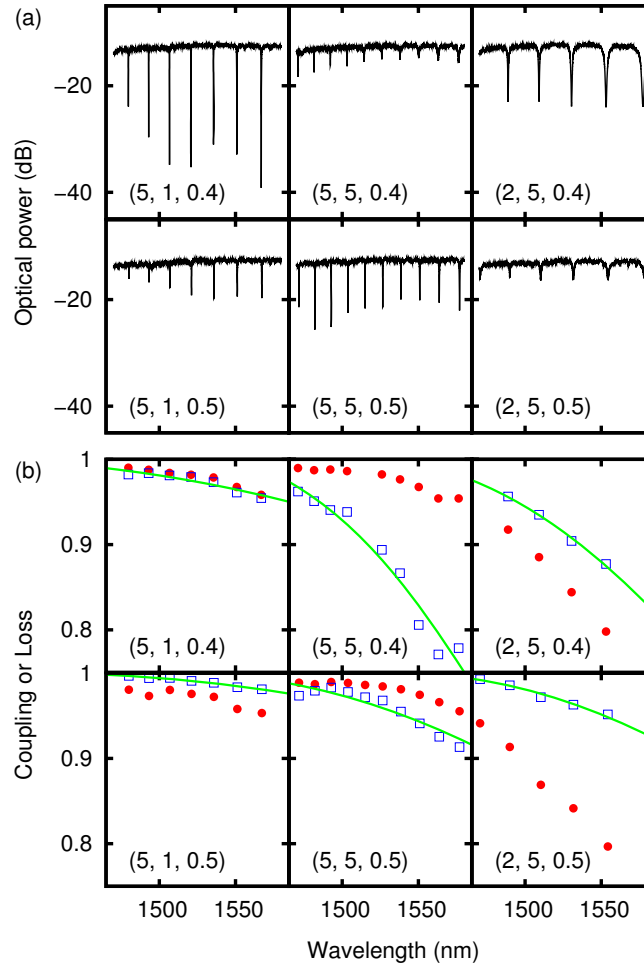 (a)
Optical power (dB)
−20
−40
(5, 1, 0.4)
(5, 5, 0.4)
(2, 5, 0.4)
−20
−40
(5, 1, 0.5)
(5, 5, 0.5)
(2, 5, 0.5)
(b)
Coupling or Loss
1
0.9
0.8
(5, 1, 0.4)
(5, 5, 0.4)
(2, 5, 0.4)
1
0.9
0.8
(5, 1, 0.5)
(5, 5, 0.5)
(2, 5, 0.5)
1500 1550 1500 1550 1500 1550
Wavelength (nm)